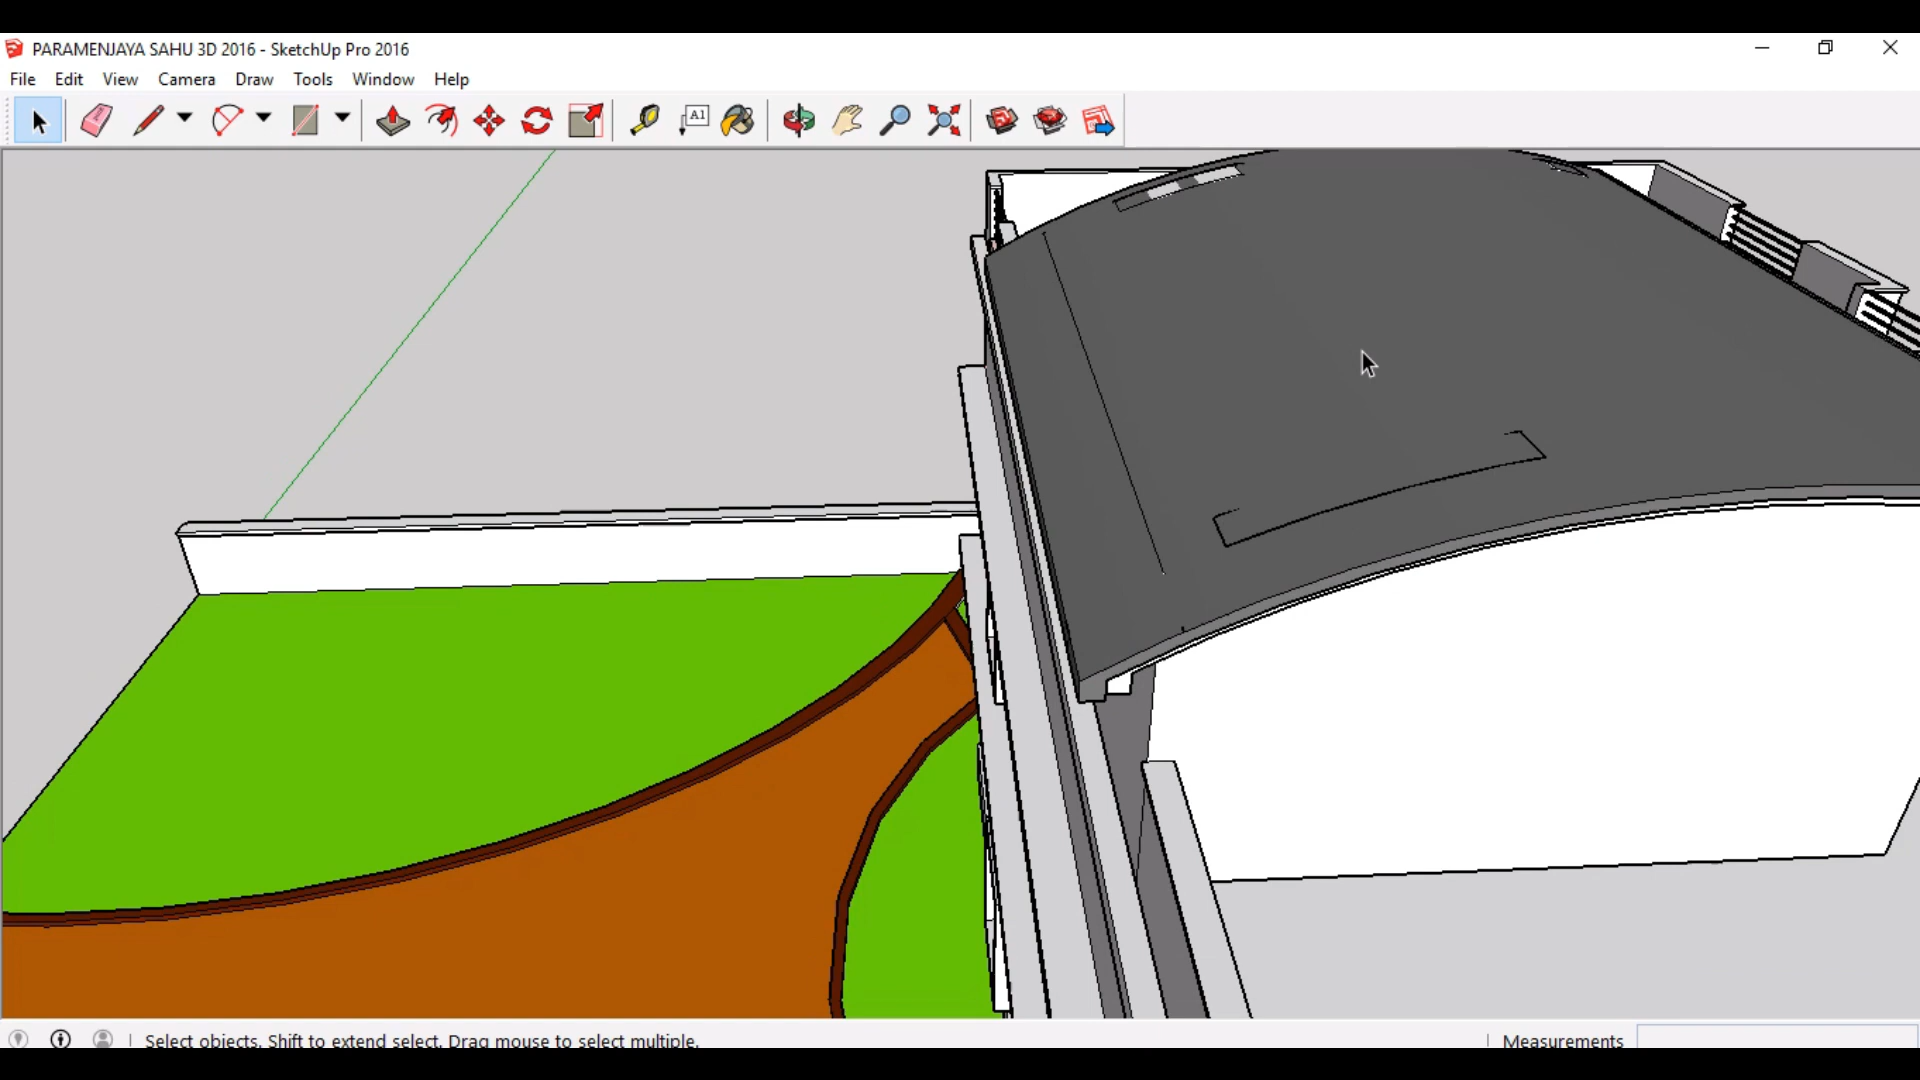 PARAMENJAYA SAHU 3D 2016 - SketchUp Pro 2016
File Edit View Camera Draw Tools Window Help
A1
Select objects. Shift to extend select. Drag mouse to select multiple.
Measurements